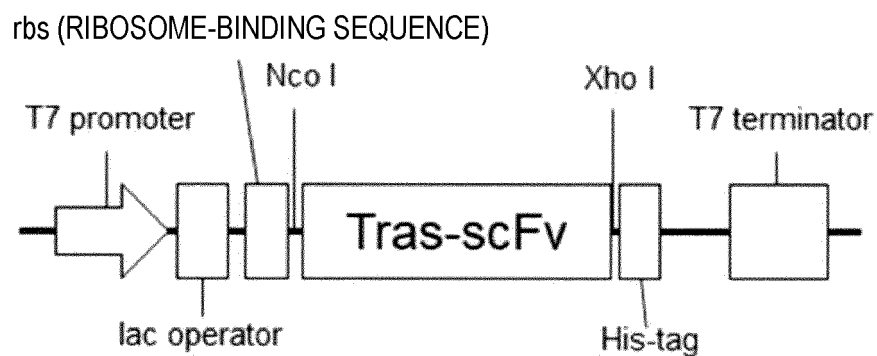 rbs (RIBOSOME-BINDING SEQUENCE)
Nco I
Xho I
T7 promoter
T7 terminator
Tras-scFv
lac operator
His-tag